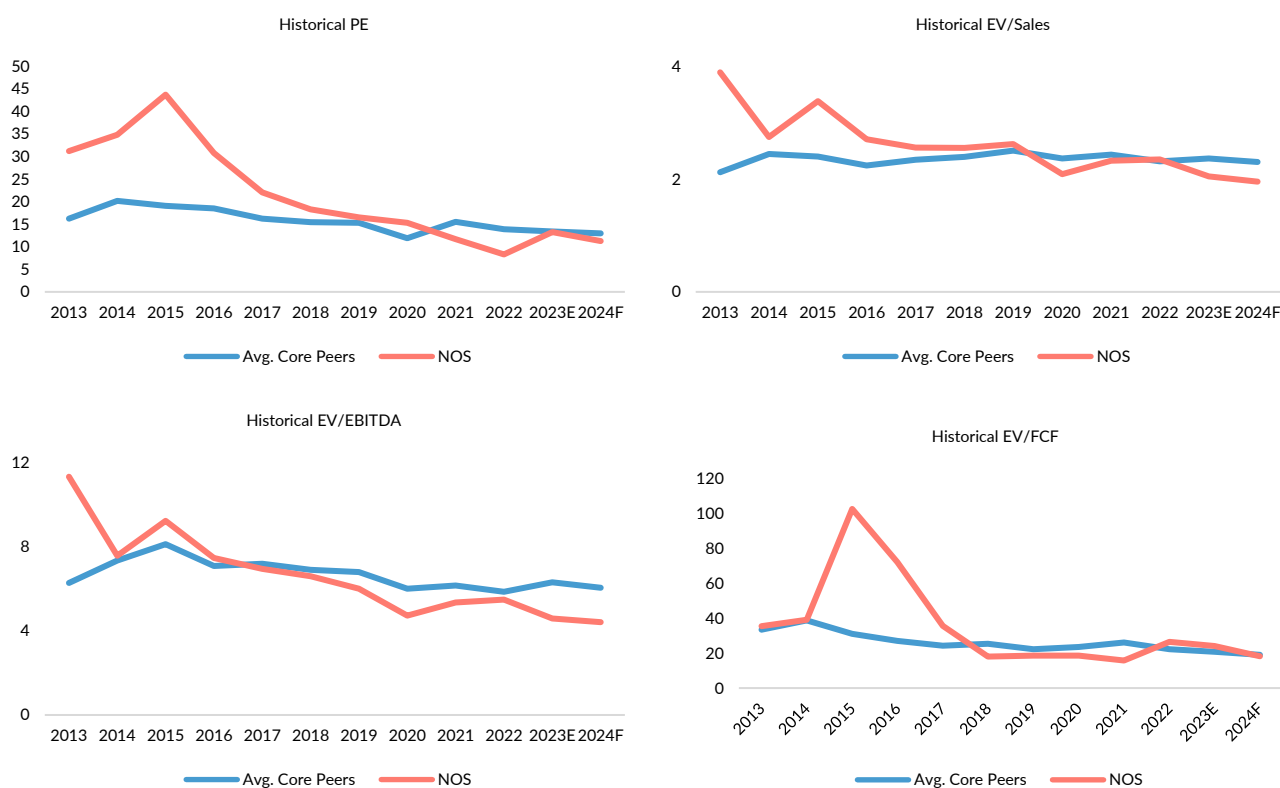 Historical PE
50
45
40
35
30
25
20
15
10
5
0
2013 2014 2015 2016 2017 2018 2019 2020 2021 2022 2023E 2024F
Avg. Core Peers NOS
Historical EV/Sales
4
2
0
2013 2014 2015 2016 2017 2018 2019 2020 2021 2022 2023E 2024F
Avg. Core Peers NOS
Historical EV/EBITDA
12
8
4
0
2013 2014 2015 2016 2017 2018 2019 2020 2021 2022 2023E 2024F
Avg. Core Peers NOS
Historical EV/FCF
120
100
80
60
40
20
0
2013 2014 2015 2016 2017 2018 2019 2020 2021 2022 2023E 2024F
Avg. Core Peers NOS